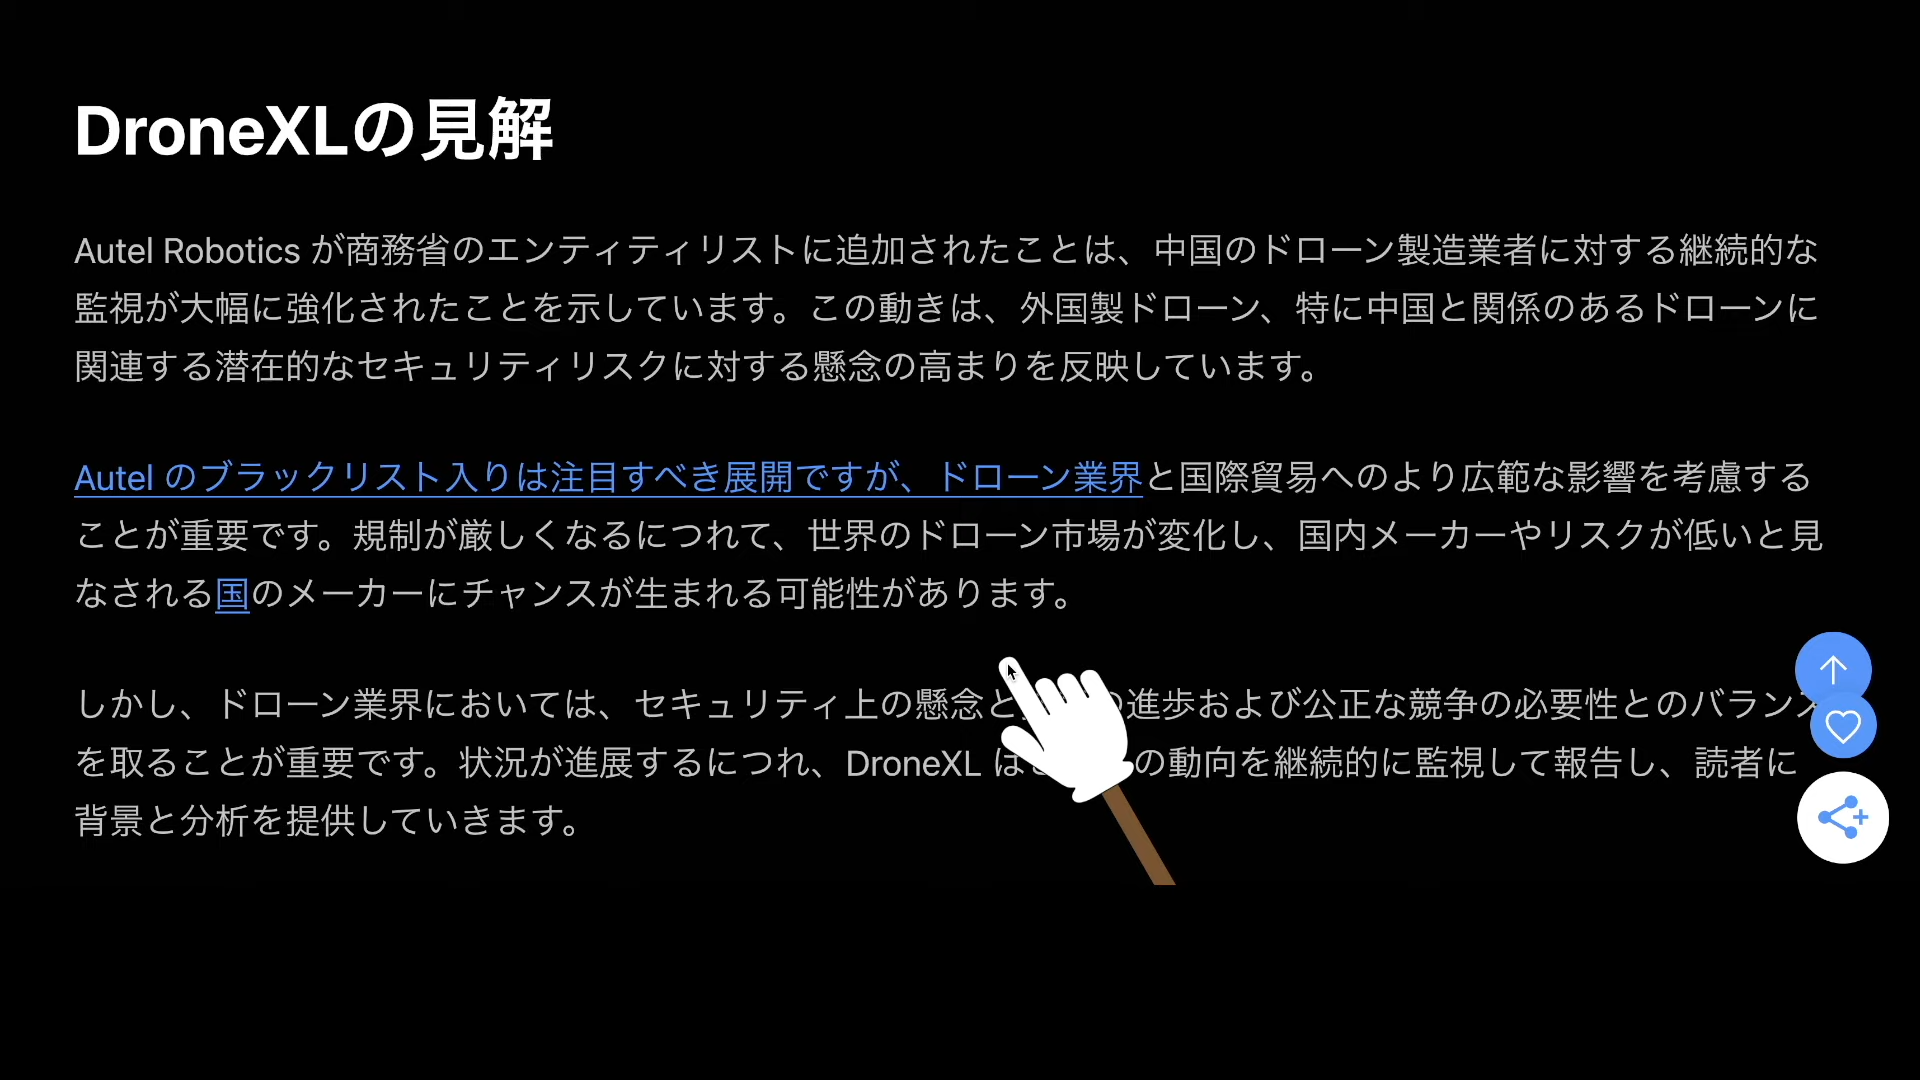 DroneXLの見解
Autel Robotics が商務省のエンティティリストに追加されたことは、中国のドローン製造業者に対する継続的な
監視が大幅に強化されたことを示しています。この動きは、外国製ドローン、特に中国と関係のあるドローンに
関連する潜在的なセキュリティリスクに対する懸念の高まりを反映しています。
Autel のブラックリスト入りは注目すべき展開ですが、ドローン業界と国際貿易へのより広範な影響を考慮する
ことが重要です。規制が厳しくなるにつれて、世界のドローン市場が変化し、国内メーカーやリスクが低いと見
なされる国のメーカーにチャンスが生まれる可能性があります。
しかし、ドローン業界においては、セキュリティ上の懸念と の進歩および公正な競争の必要性とのバランス
を取ることが重要です。状況が進展するにつれ、DroneXL は の動向を継続的に監視して報告し、読者に
背景と分析を提供していきます。